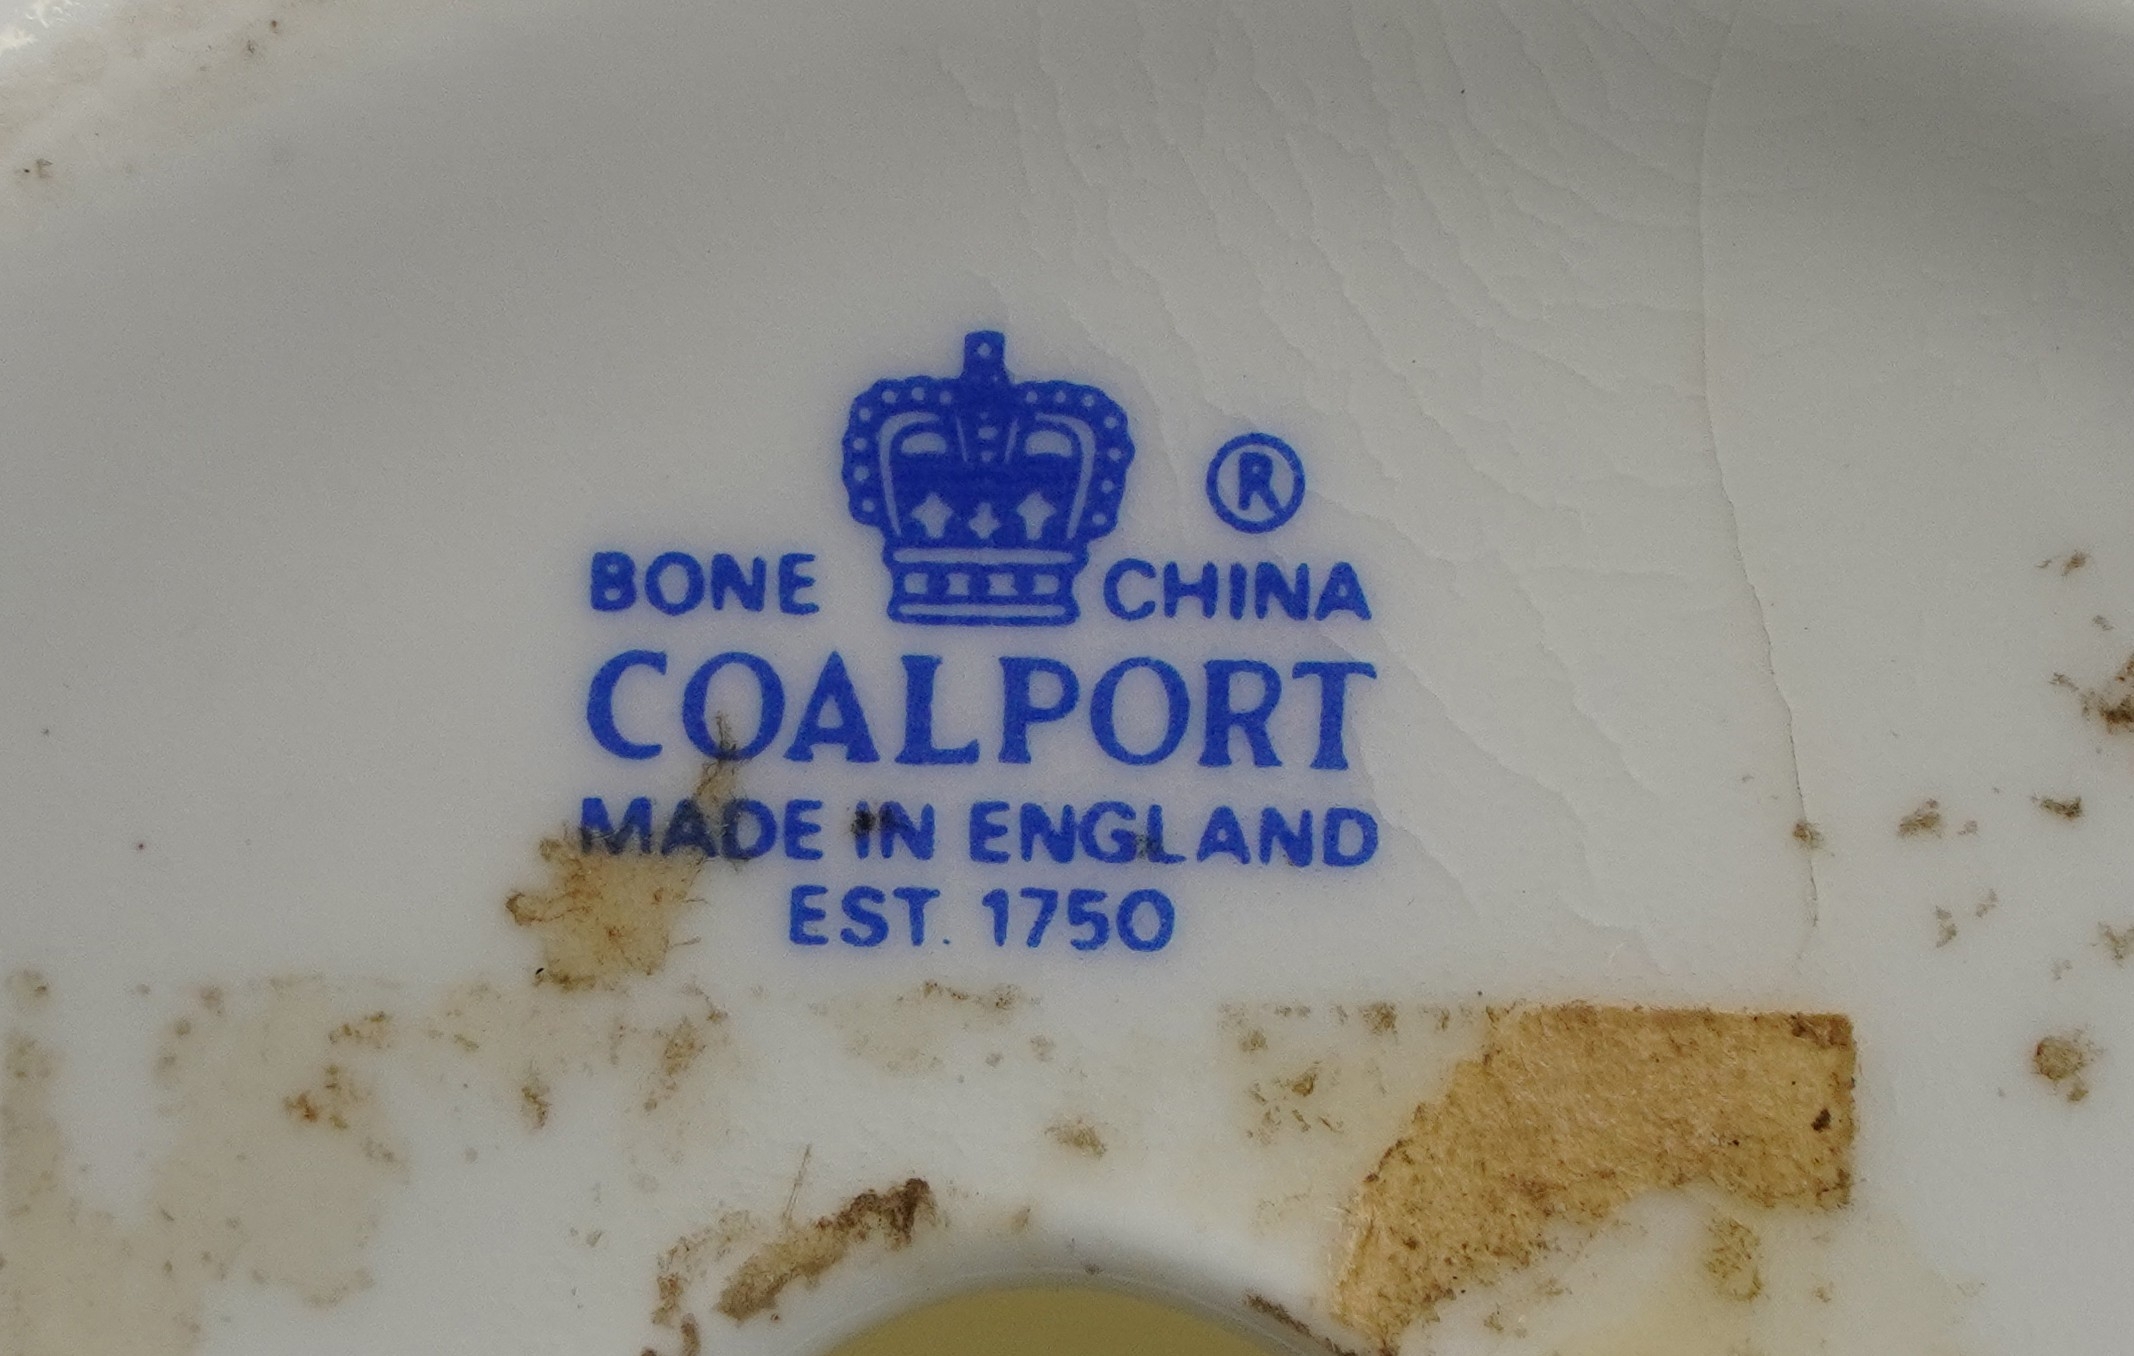 ®
BONE CHINA
COALPORT
MADE IN ENGLAND
EST. 1750